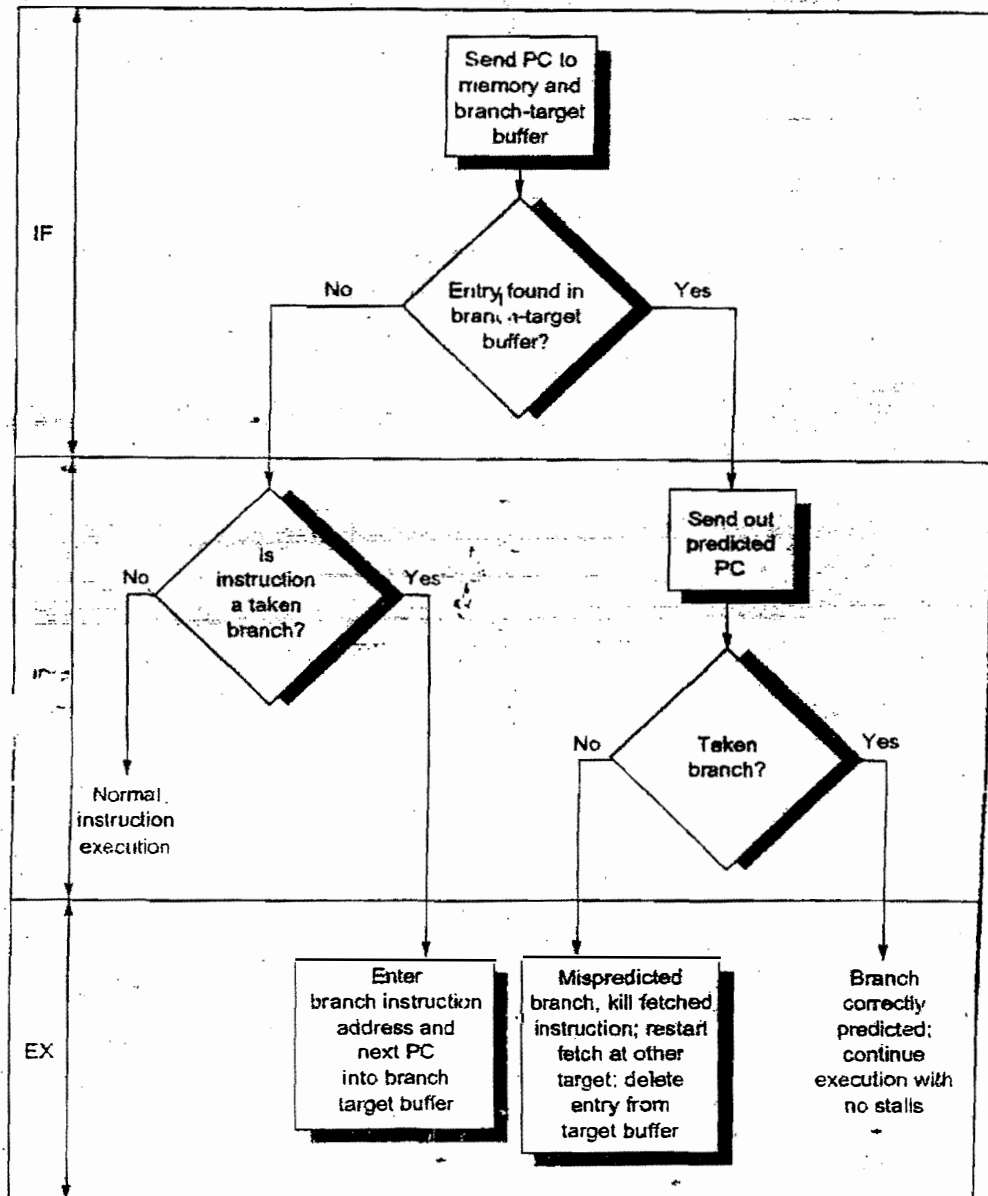 Send PC to
memory and
branch-target
buffer
IF
No
Entry found in
branch-target
buffer?
Yes
No
Is
instruction
a taken
branch?
Yes
Send out
predicted
PC
No
Taken
branch?
Yes
Normal
instruction
execution
EX
Enter
branch instruction
address and
next PC
into branch
target buffer
Mispredicted
branch, kill fetched
instruction; restart
fetch at other
target; delete
entry from
target buffer
Branch
correctly
predicted;
continue
execution with
no stalls